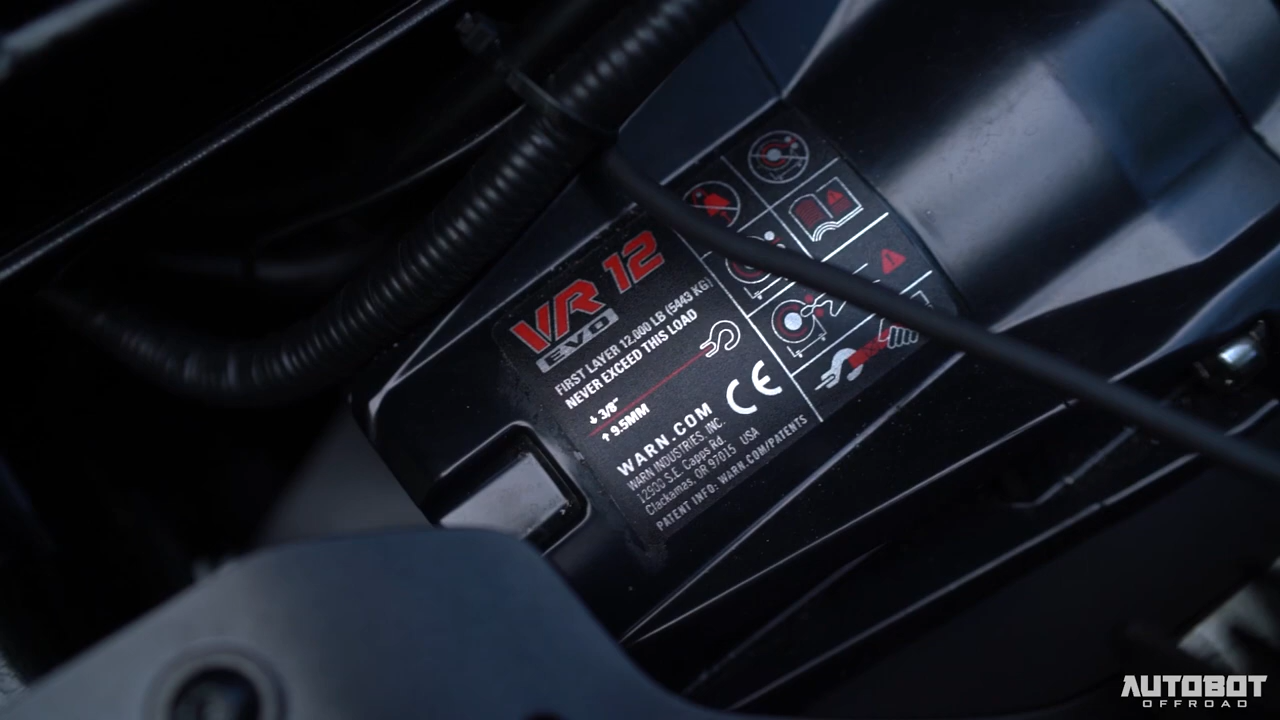 VR 12
EVO
FIRST LAYER 12,000 LB (5443 KG)
NEVER EXCEED THIS LOAD
3/8"
9.5MM
CE
WARN.COM
WARN INDUSTRIES, INC.
12900 S.E. Capps Rd.
Clackamas, OR 97015 USA
PATENT INFO: WARN.COM/PATENTS
AUTOBOT
OFFROAD